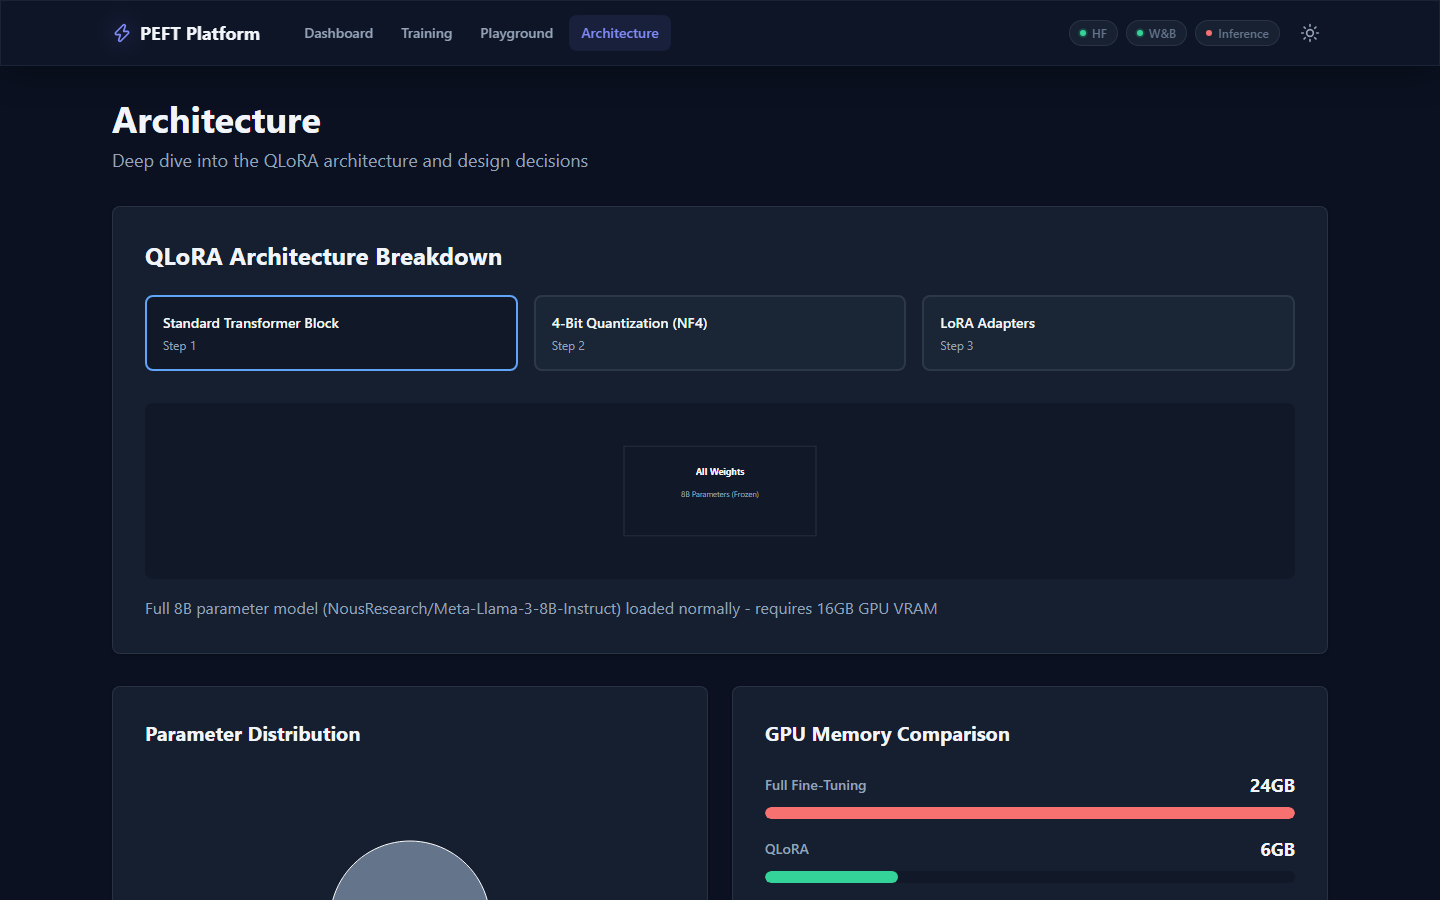 PEFT Platform
Dashboard
Training
Playground
Architecture
HF
W&B
Inference
Architecture
Deep dive into the QLoRA architecture and design decisions
QLoRA Architecture Breakdown
Standard Transformer Block
Step 1
4-Bit Quantization (NF4)
Step 2
LoRA Adapters
Step 3
All Weights
8B Parameters (Frozen)
Full 8B parameter model (NousResearch/Meta-Llama-3-8B-Instruct) loaded normally - requires 16GB GPU VRAM
Parameter Distribution
GPU Memory Comparison
Full Fine-Tuning
24GB
QLoRA
6GB